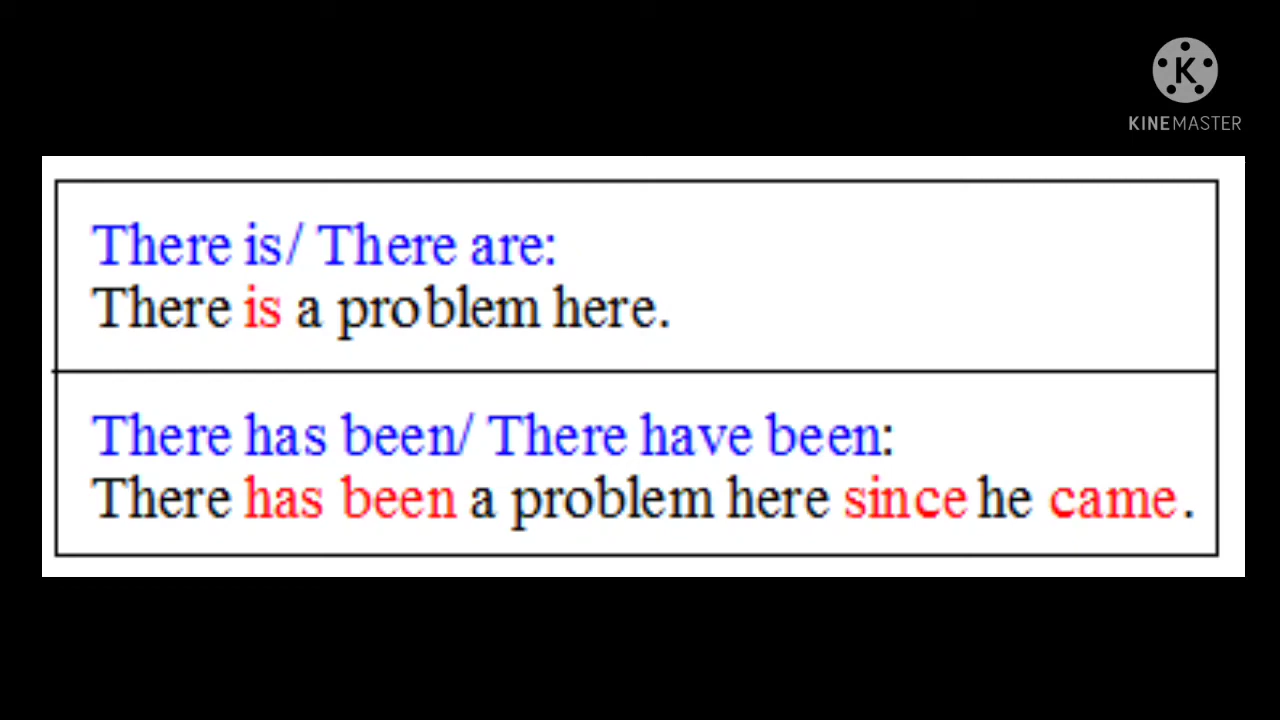 KINEMASTER
There is/ There are:
There is a problem here.
There has been/ There have been:
There has been a problem here since he came.